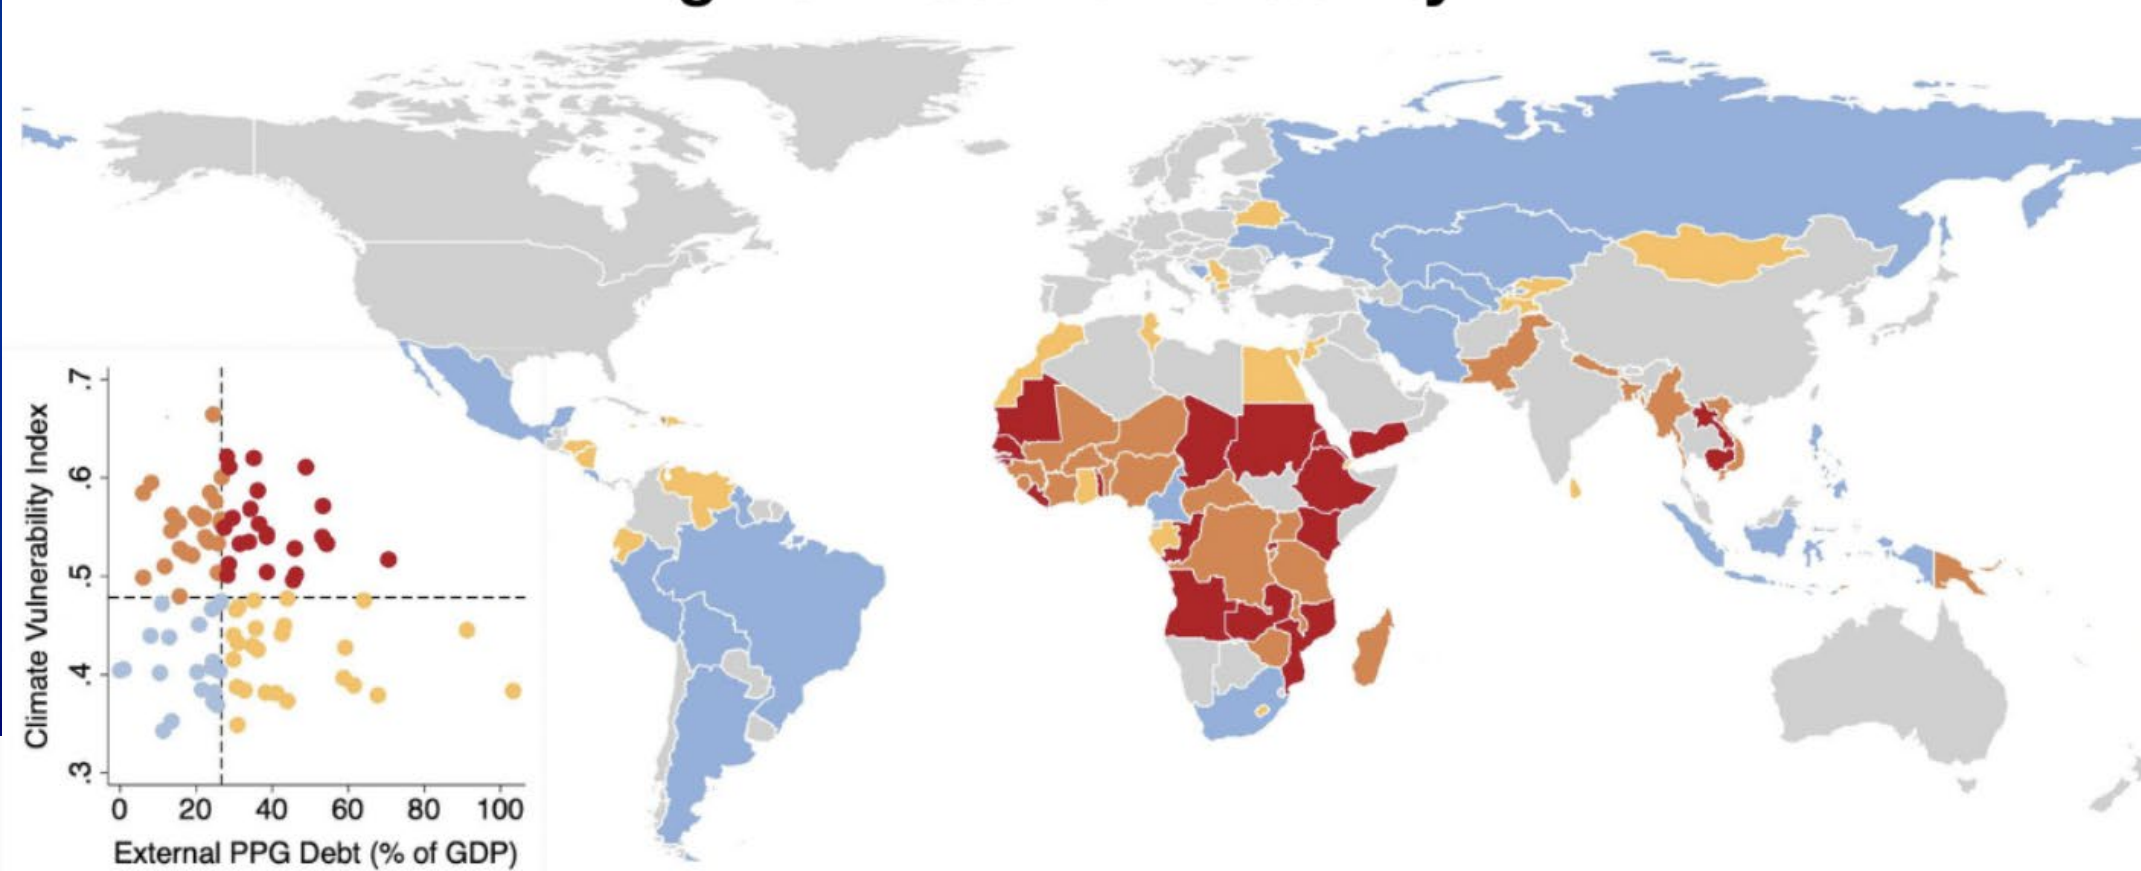 Climate Vulnerability Index
.7
.6
.5
.4
.3
0 20 40 60 80 100
External PPG Debt (% of GDP)